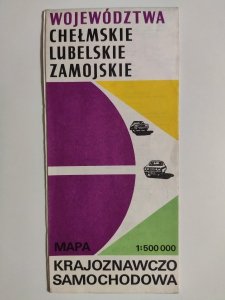 WOJEWÓDZTWA
CHEŁMSKIE
LUBELSKIE
ZAMOJSKIE
MAPA 1:500 000
KRAJOZNAWCZO
SAMOCHODOWA